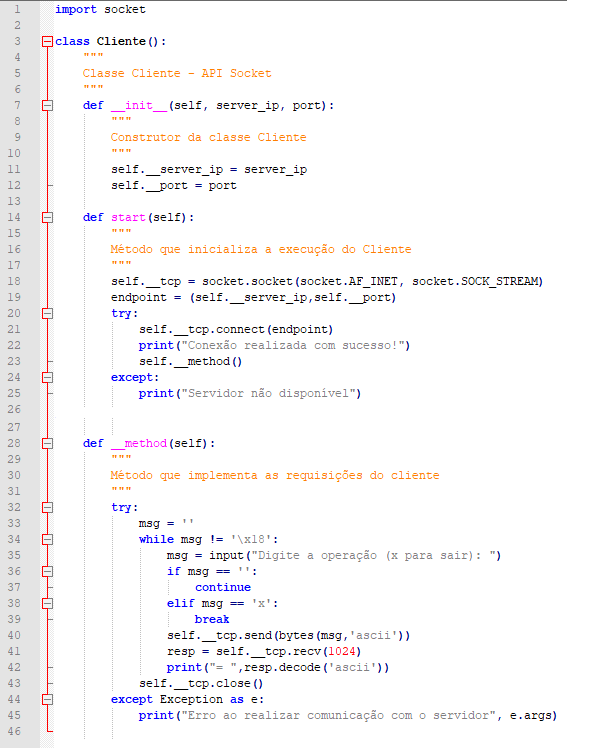 1 import socket
2
3 class Cliente():
4     """
5     Classe Cliente - API Socket
6     """
7     def __init__(self, server_ip, port):
8         """
9         Construtor da classe Cliente
10         """
11         self.__server_ip = server_ip
12         self.__port = port
13
14     def start(self):
15         """
16         Método que inicializa a execução do Cliente
17         """
18         self.__tcp = socket.socket(socket.AF_INET, socket.SOCK_STREAM)
19         endpoint = (self.__server_ip,self.__port)
20         try:
21             self.__tcp.connect(endpoint)
22             print("Conexão realizada com sucesso!")
23             self.__method()
24         except:
25             print("Servidor não disponível")
26
27
28     def __method(self):
29         """
30         Método que implementa as requisições do cliente
31         """
32         try:
33             msg = ''
34             while msg != '\x18':
35                 msg = input("Digite a operação (x para sair): ")
36                 if msg == '':
37                     continue
38                 elif msg == 'x':
39                     break
40                 self.__tcp.send(bytes(msg,'ascii'))
41                 resp = self.__tcp.recv(1024)
42                 print("= ",resp.decode('ascii'))
43             self.__tcp.close()
44         except Exception as e:
45             print("Erro ao realizar comunicação com o servidor", e.args)
46